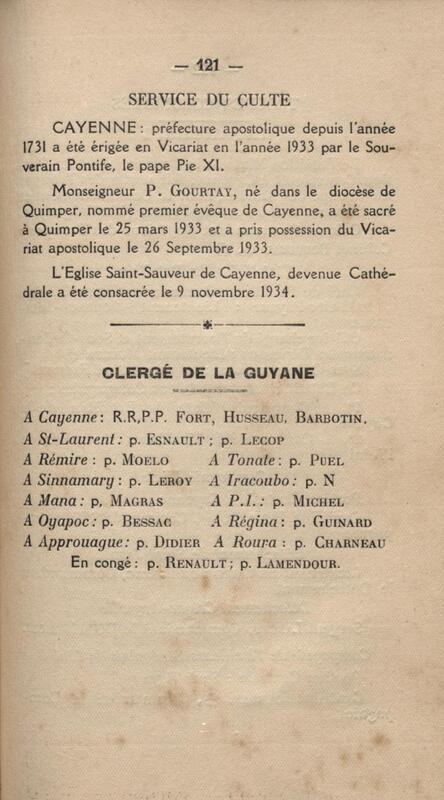 — 121 —
SERVICE DU CULTE
CAYENNE : préfecture apostolique depuis l'année
1731 a été érigée en Vicariat en l'année 1933 par le Sou-
verain Pontife, le pape Pie XI.
Monseigneur P. GOURTAY, né dans le diocèse de
Quimper, nommé premier évêque de Cayenne, a été sacré
à Quimper le 25 mars 1933 et a pris possession du Vica-
riat apostolique le 26 Septembre 1933.
L'Eglise Saint-Sauveur de Cayenne, devenue Cathé-
drale a été consacrée le 9 novembre 1934.
CLERGÉ DE LA GUYANE
A Cayenne : R.R,P.P. FORT, HUSSEAU, BARBOTIN.
A St-Laurent : p. ESNAULT ; p. LECOP
A Rémire : p. MOELO A Tonate : p. PUEL
A Sinnamary : p. LEROY A Iracoubo : p. N
A Mana : p, MAGRAS A P.I. : p. MICHEL
A Oyapoc : p. BESSAC A Régina : p. GUINARD
A Approuague : p. DIDIER A Roura : p. CHARNEAU
En congé : p. RENAULT ; p. LAMENDOUR.